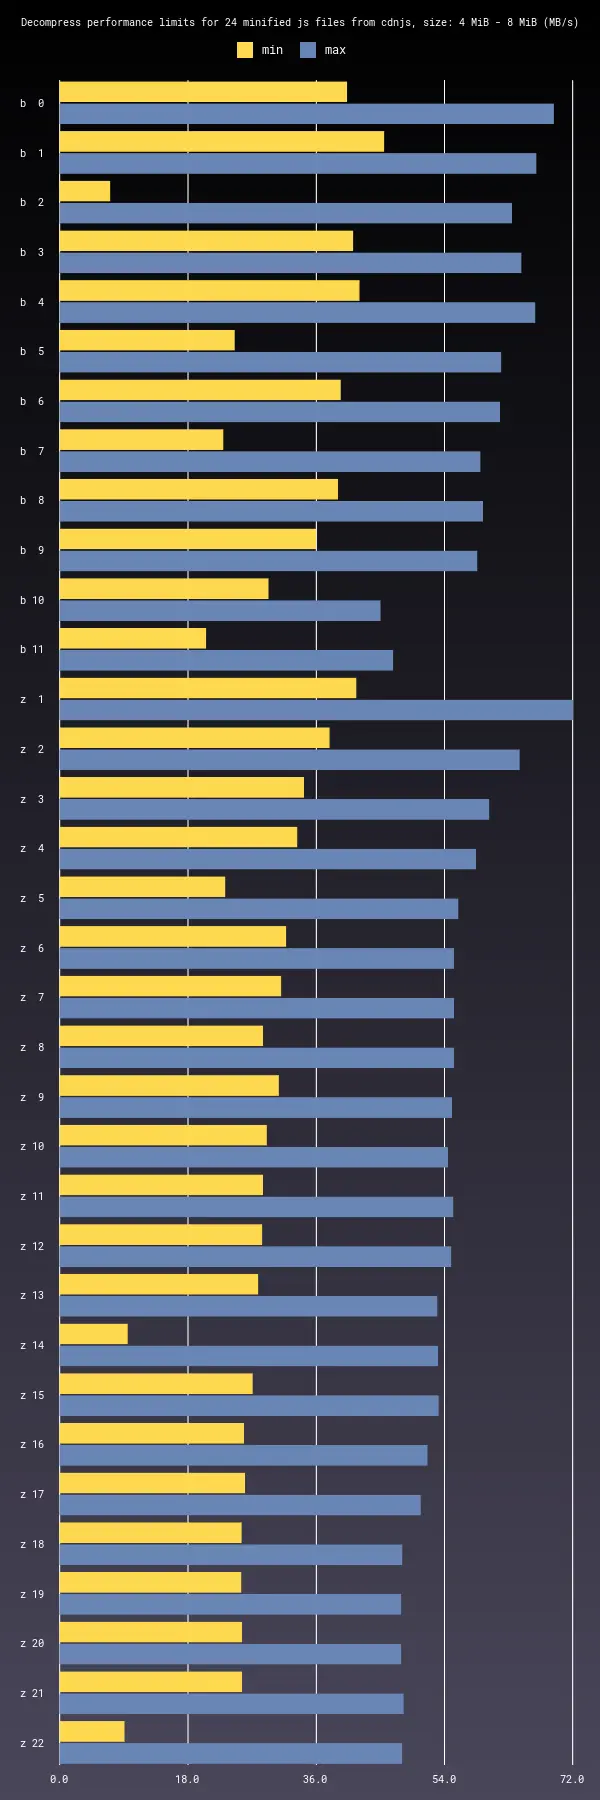 Decompress performance limits for 24 minified js files from cdnjs, size: 4 MiB - 8 MiB (MB/s)
min max
b 0
b 1
b 2
b 3
b 4
b 5
b 6
b 7
b 8
b 9
b 10
b 11
z 1
z 2
z 3
z 4
z 5
z 6
z 7
z 8
z 9
z 10
z 11
z 12
z 13
z 14
z 15
z 16
z 17
z 18
z 19
z 20
z 21
z 22
0.0 18.0 36.0 54.0 72.0